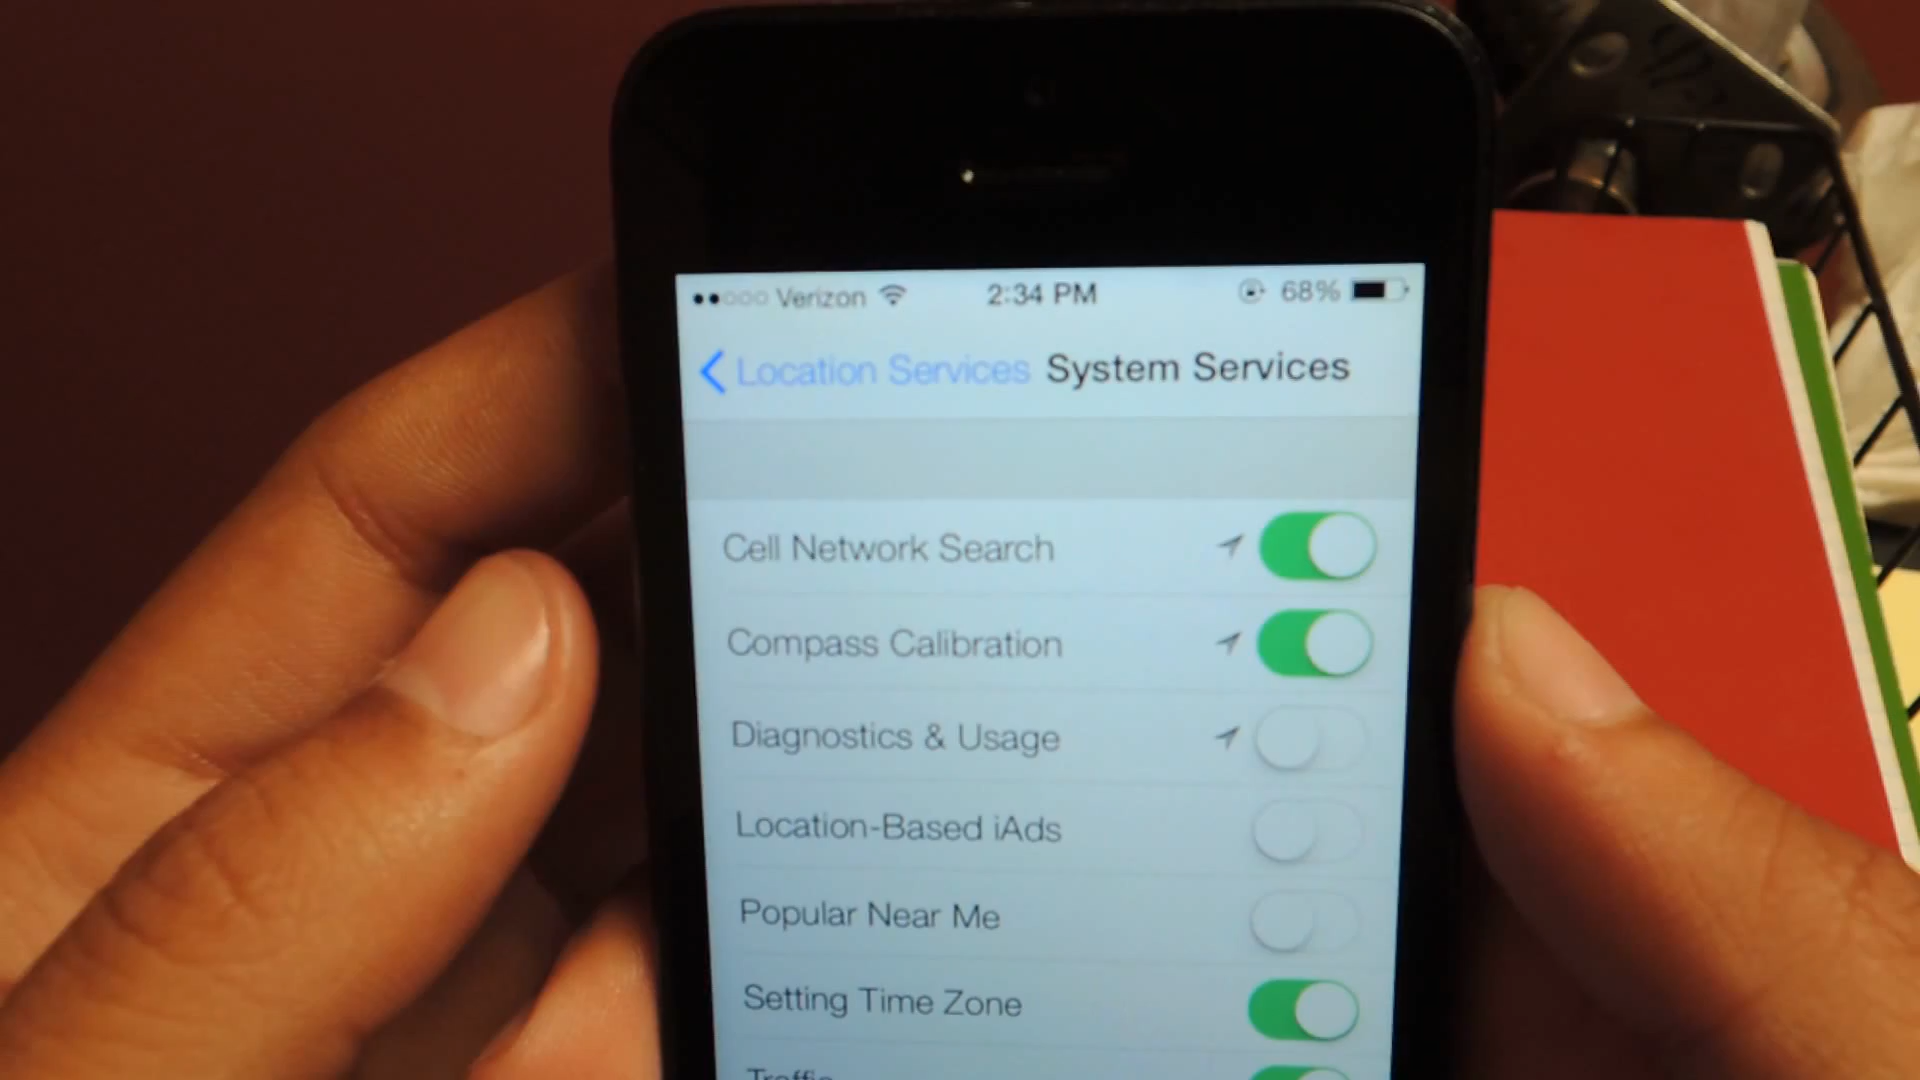 Verizon 2:34 PM 68%
Location Services System Services
Cell Network Search
Compass Calibration
Diagnostics & Usage
Location-Based iAds
Popular Near Me
Setting Time Zone
Traffic